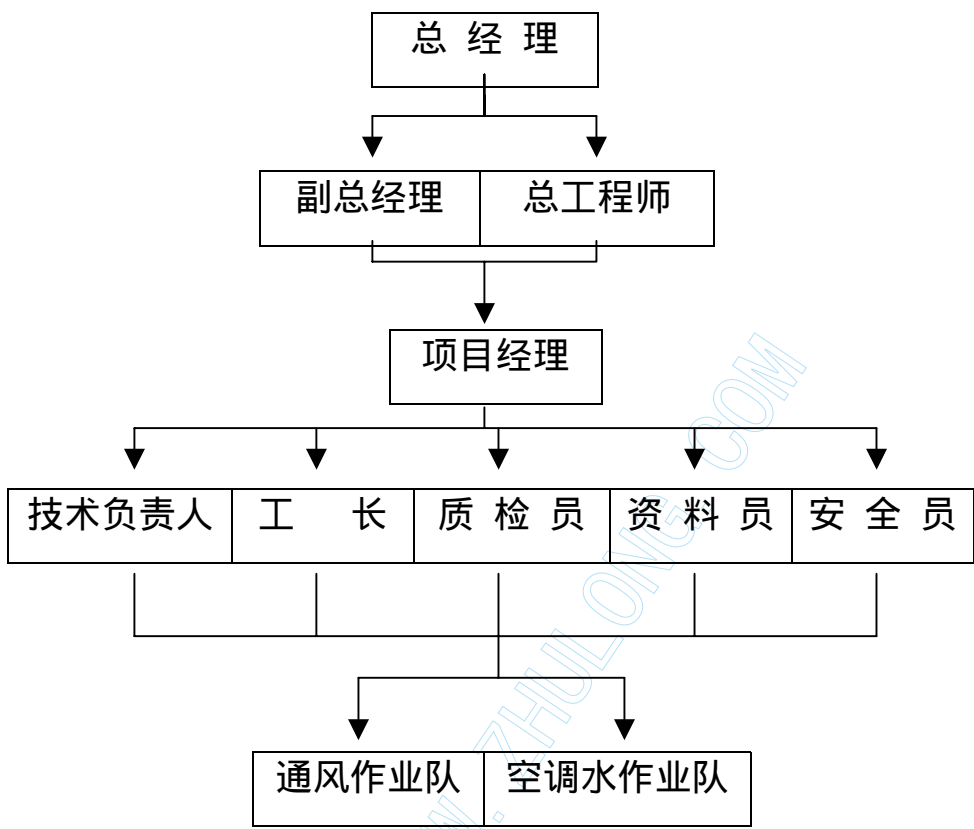 总 经 理
副总经理 总工程师
项目经理
技术负责人 工 长 质 检 员 资 料 员 安 全 员
通风作业队 空调水作业队
W. ZHULONG.COM